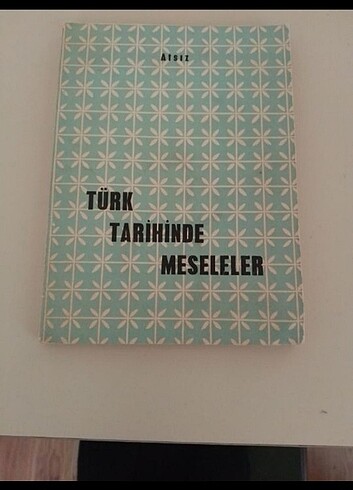 ATSIZ
TÜRK
TARİHİNDE
MESELELER